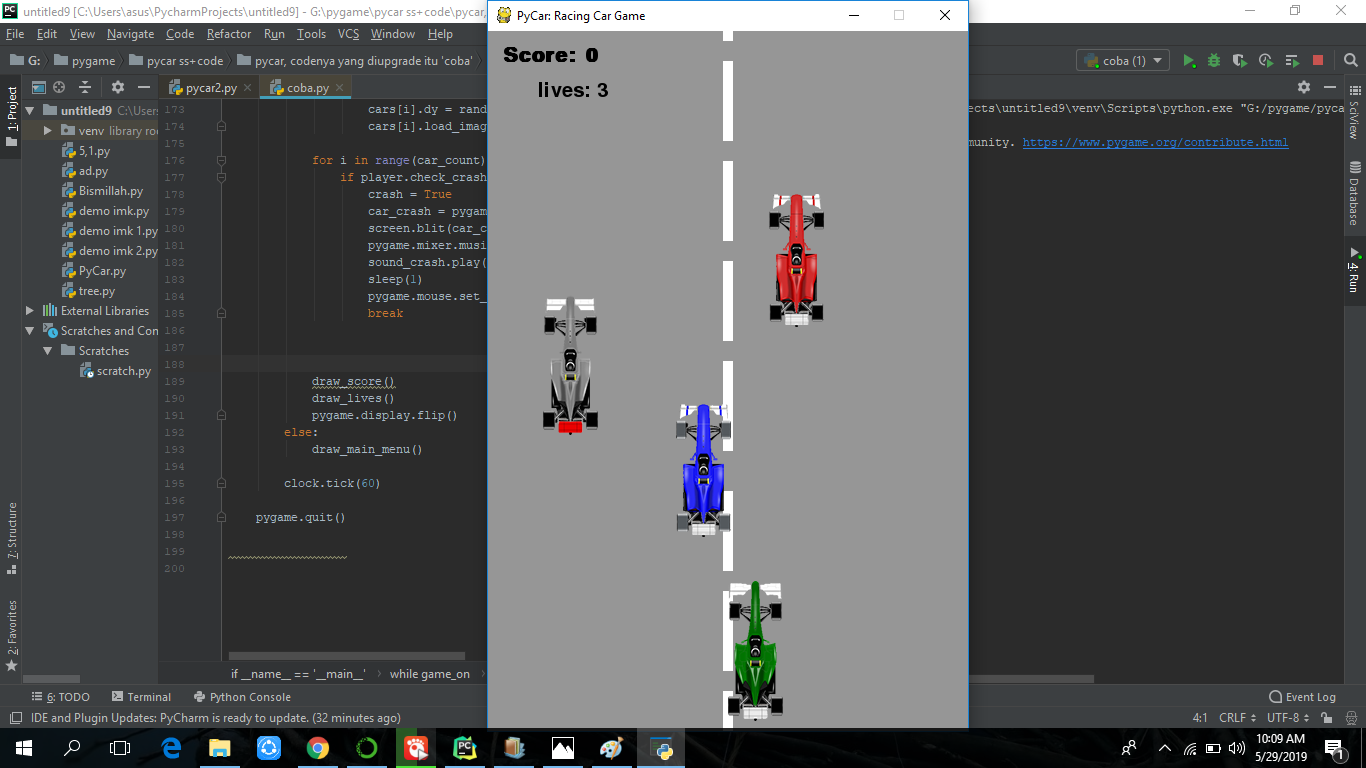 untitled9 [C:\Users\asus\PycharmProjects\untitled9] - G:\pygame\pycar ss+code\pycar,
PyCar: Racing Car Game
File Edit View Navigate Code Refactor Run Tools VCS Window Help
G: pygame pycar ss+code pycar, codenya yang diupgrade itu 'coba'
coba (1)
1: Project
untitled9 C:\Users
venv library roo
5,1.py
ad.py
Bismillah.py
demo imk.py
demo imk 1.py
demo imk 2.py
PyCar.py
tree.py
External Libraries
Scratches and Con
Scratches
scratch.py
7: Structure
2: Favorites
pycar2.py coba.py
173 cars[i].dy = rand
174 cars[i].load_imag
175
176 for i in range(car_count)
177 if player.check_crash
178 crash = True
179 car_crash = pygam
180 screen.blit(car_c
181 pygame.mixer.musi
182 sound_crash.play(
183 sleep(1)
184 pygame.mouse.set_
185 break
186
187
188
189 draw_score()
190 draw_lives()
191 pygame.display.flip()
192 else:
193 draw_main_menu()
194
195 clock.tick(60)
196
197 pygame.quit()
198
199
200
if __name__ == '__main__' while game_on
Score: 0
lives: 3
ects\untitled9\venv\Scripts\python.exe "G:/pygame/pyca
munity. https://www.pygame.org/contribute.html
SciView
Database
4: Run
6: TODO Terminal Python Console Event Log
IDE and Plugin Updates: PyCharm is ready to update. (32 minutes ago) 4:1 CRLF UTF-8
10:09 AM
5/29/2019
1